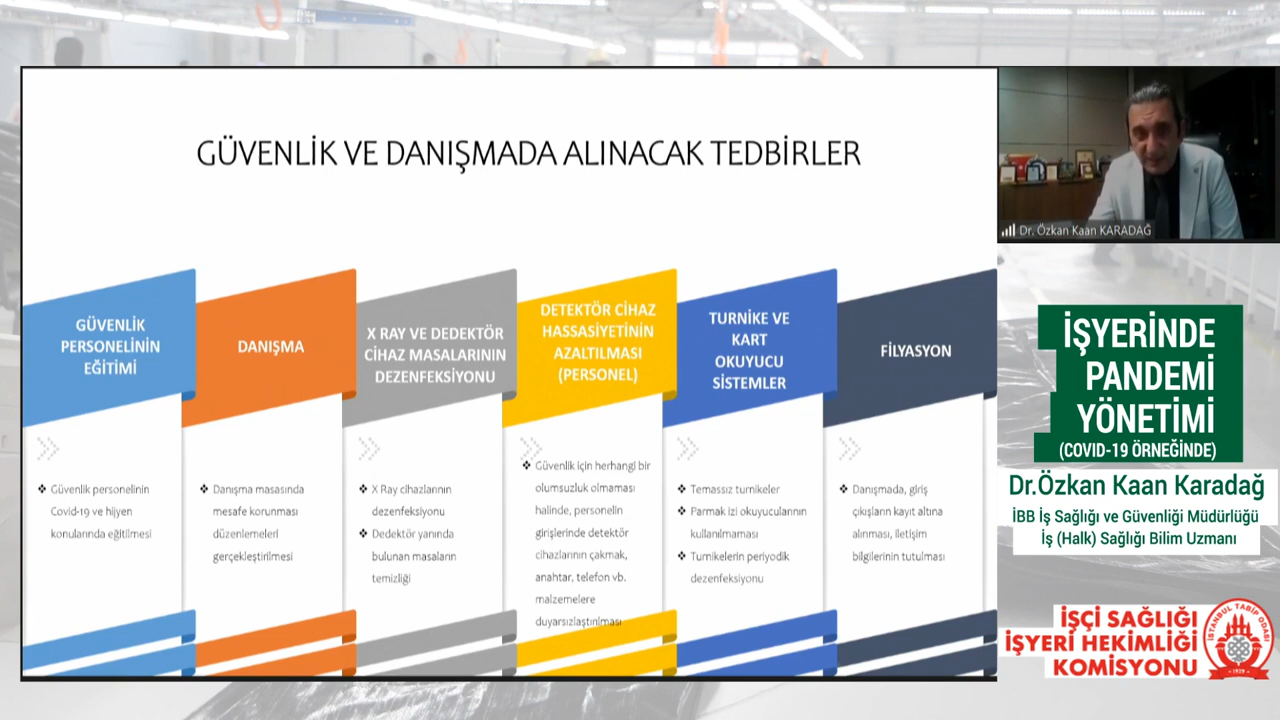 GÜVENLİK VE DANIŞMADA ALINACAK TEDBİRLER
GÜVENLİK
PERSONELİNİN
EĞİTİMİ
Güvenlik personelinin
Covid-19 ve hijyen
konularında eğitilmesi
DANIŞMA
Danışma masasında
mesafe korunması
düzenlemeleri
gerçekleştirilmesi
X RAY VE DEDEKTÖR
CİHAZ MASALARININ
DEZENFEKSİYONU
X Ray cihazlarının
dezenfeksiyonu
Dedektör yanında
bulunan masaların
temizliği
DETEKTÖR CİHAZ
HASSASİYETİNİN
AZALTILMASI
(PERSONEL)
Güvenlik için herhangi bir
olumsuzluk olmaması
halinde, personelin
girişlerinde detektör
cihazlarının çakmak,
anahtar, telefon vb.
malzemelere
duyarsızlaştırılması
TURNİKE VE
KART
OKUYUCU
SİSTEMLER
Temassız turnikeler
Parmak izi okuyucularının
kullanılmaması
Turnikelerin periyodik
dezenfeksiyonu
FİLYASYON
Danışmada, giriş
çıkışların kayıt altına
alınması, iletişim
bilgilerinin tutulması
Dr. Özkan Kaan KARADAĞ
İŞYERİNDE
PANDEMİ
YÖNETİMİ
(COVID-19 ÖRNEĞİNDE)
Dr.Özkan Kaan Karadağ
İBB İş Sağlığı ve Güvenliği Müdürlüğü
İş (Halk) Sağlığı Bilim Uzmanı
İŞÇİ SAĞLIĞI
İŞYERİ HEKİMLİĞİ
KOMİSYONU
İSTANBUL TABİP ODASI
1929